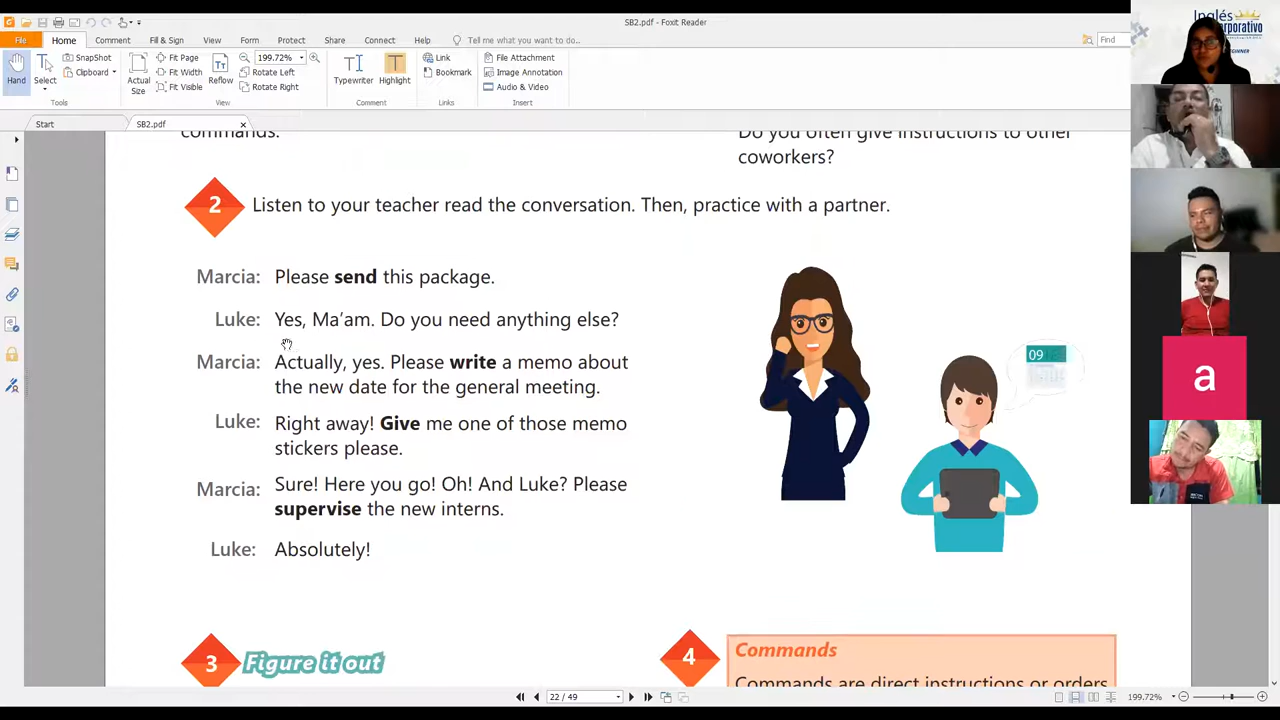 SB2.pdf - Foxit Reader
File Home Comment Fill & Sign View Form Protect Share Connect Help Tell me what you want to do... Find
Hand Select SnapShot Clipboard Actual Size Fit Page Fit Width Fit Visible Reflow 199.72% Rotate Left Rotate Right Typewriter Highlight Link Bookmark File Attachment Image Annotation Audio & Video
Tools View Comment Links Insert
Start SB2.pdf
commands.
Do you often give instructions to other
coworkers?
2 Listen to your teacher read the conversation. Then, practice with a partner.
Marcia: Please send this package.
Luke: Yes, Ma'am. Do you need anything else?
Marcia: Actually, yes. Please write a memo about
the new date for the general meeting.
Luke: Right away! Give me one of those memo
stickers please.
Marcia: Sure! Here you go! Oh! And Luke? Please
supervise the new interns.
Luke: Absolutely!
09
3 Figure it out
4 Commands
Commands are direct instructions or orders
22 / 49 199.72%
Inglés
a